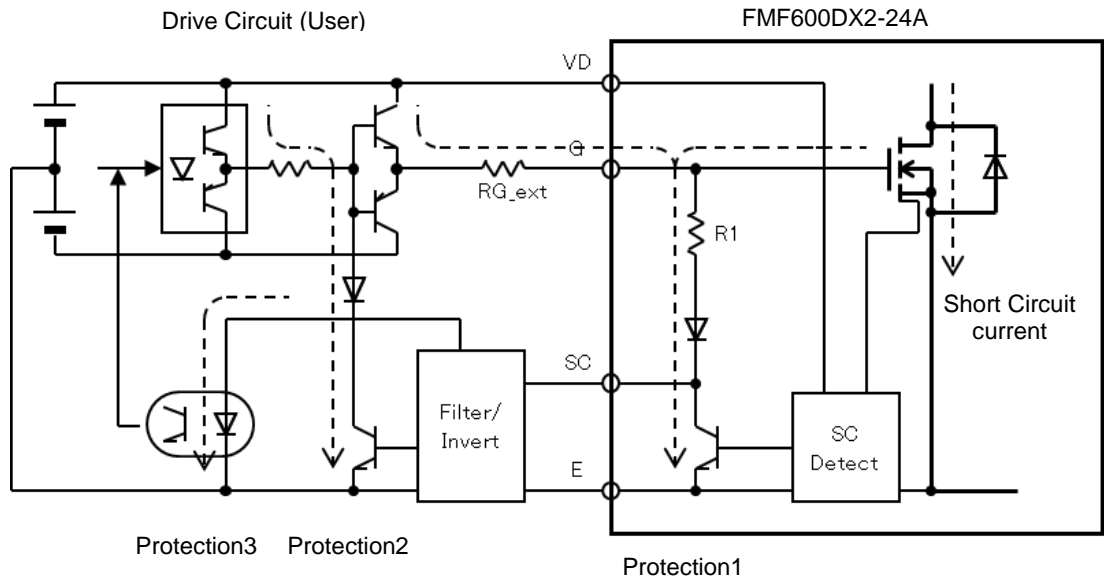 Drive Circuit (User)
FMF600DX2-24A
VD
G
RG_ext
R1
Short Circuit
current
SC
Filter/
Invert
SC
Detect
E
Protection3
Protection2
Protection1